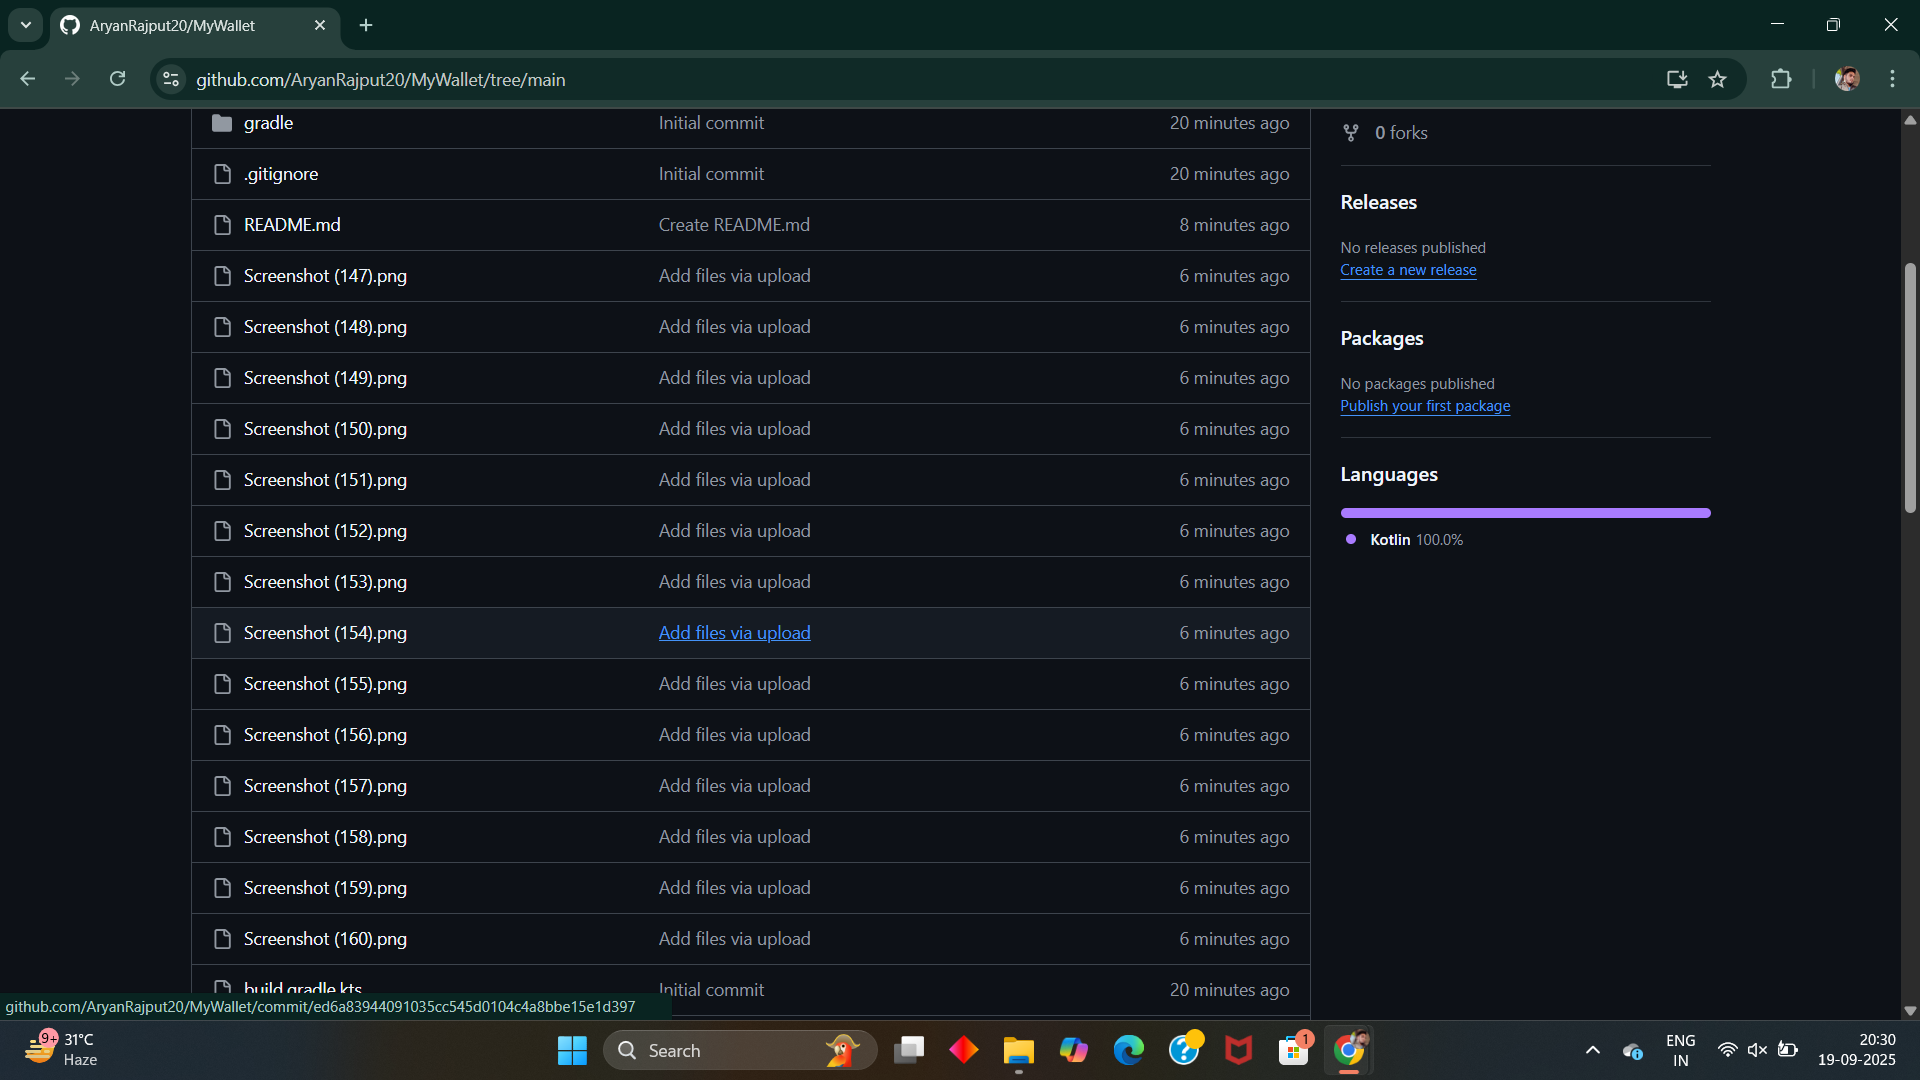 AryanRajput20/MyWallet
github.com/AryanRajput20/MyWallet/tree/main
gradle Initial commit 20 minutes ago
.gitignore Initial commit 20 minutes ago
README.md Create README.md 8 minutes ago
Screenshot (147).png Add files via upload 6 minutes ago
Screenshot (148).png Add files via upload 6 minutes ago
Screenshot (149).png Add files via upload 6 minutes ago
Screenshot (150).png Add files via upload 6 minutes ago
Screenshot (151).png Add files via upload 6 minutes ago
Screenshot (152).png Add files via upload 6 minutes ago
Screenshot (153).png Add files via upload 6 minutes ago
Screenshot (154).png Add files via upload 6 minutes ago
Screenshot (155).png Add files via upload 6 minutes ago
Screenshot (156).png Add files via upload 6 minutes ago
Screenshot (157).png Add files via upload 6 minutes ago
Screenshot (158).png Add files via upload 6 minutes ago
Screenshot (159).png Add files via upload 6 minutes ago
Screenshot (160).png Add files via upload 6 minutes ago
build.gradle.kts Initial commit 20 minutes ago
0 forks
Releases
No releases published
Create a new release
Packages
No packages published
Publish your first package
Languages
Kotlin 100.0%
github.com/AryanRajput20/MyWallet/commit/ed6a83944091035cc545d0104c4a8bbe15e1d397
9+
31°C
Haze
Search
1
ENG
IN
20:30
19-09-2025